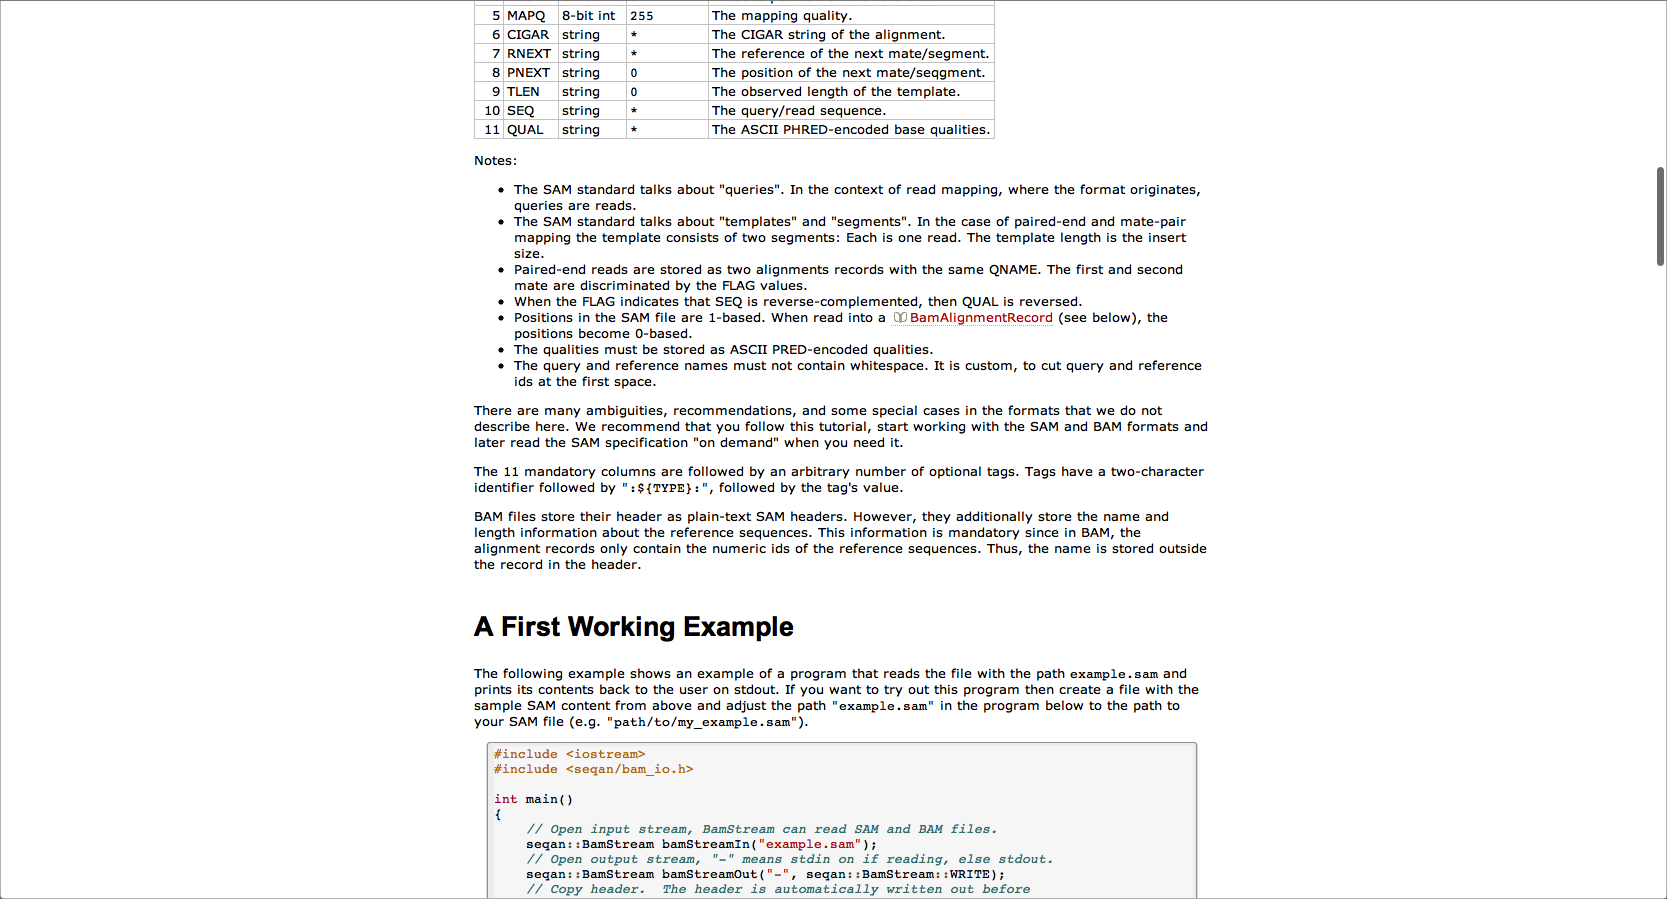 5 MAPQ 8-bit int 255 The mapping quality.
6 CIGAR string * The CIGAR string of the alignment.
7 RNEXT string * The reference of the next mate/segment.
8 PNEXT string 0 The position of the next mate/seqgment.
9 TLEN string 0 The observed length of the template.
10 SEQ string * The query/read sequence.
11 QUAL string * The ASCII PHRED-encoded base qualities.
Notes:
• The SAM standard talks about "queries". In the context of read mapping, where the format originates,
queries are reads.
• The SAM standard talks about "templates" and "segments". In the case of paired-end and mate-pair
mapping the template consists of two segments: Each is one read. The template length is the insert
size.
• Paired-end reads are stored as two alignments records with the same QNAME. The first and second
mate are discriminated by the FLAG values.
• When the FLAG indicates that SEQ is reverse-complemented, then QUAL is reversed.
• Positions in the SAM file are 1-based. When read into a BamAlignmentRecord (see below), the
positions become 0-based.
• The qualities must be stored as ASCII PRED-encoded qualities.
• The query and reference names must not contain whitespace. It is custom, to cut query and reference
ids at the first space.
There are many ambiguities, recommendations, and some special cases in the formats that we do not
describe here. We recommend that you follow this tutorial, start working with the SAM and BAM formats and
later read the SAM specification "on demand" when you need it.
The 11 mandatory columns are followed by an arbitrary number of optional tags. Tags have a two-character
identifier followed by ":${TYPE}:", followed by the tag's value.
BAM files store their header as plain-text SAM headers. However, they additionally store the name and
length information about the reference sequences. This information is mandatory since in BAM, the
alignment records only contain the numeric ids of the reference sequences. Thus, the name is stored outside
the record in the header.
A First Working Example
The following example shows an example of a program that reads the file with the path example.sam and
prints its contents back to the user on stdout. If you want to try out this program then create a file with the
sample SAM content from above and adjust the path "example.sam" in the program below to the path to
your SAM file (e.g. "path/to/my_example.sam").
#include <iostream>
#include <seqan/bam_io.h>
int main()
{
// Open input stream, BamStream can read SAM and BAM files.
seqan::BamStream bamStreamIn("example.sam");
// Open output stream, "-" means stdin on if reading, else stdout.
seqan::BamStream bamStreamOut("-", seqan::BamStream::WRITE);
// Copy header.  The header is automatically written out before